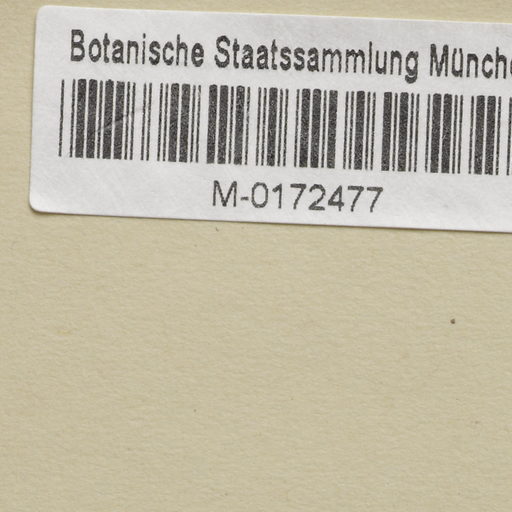 Botanische Staatssammlung Münch
M-0172477